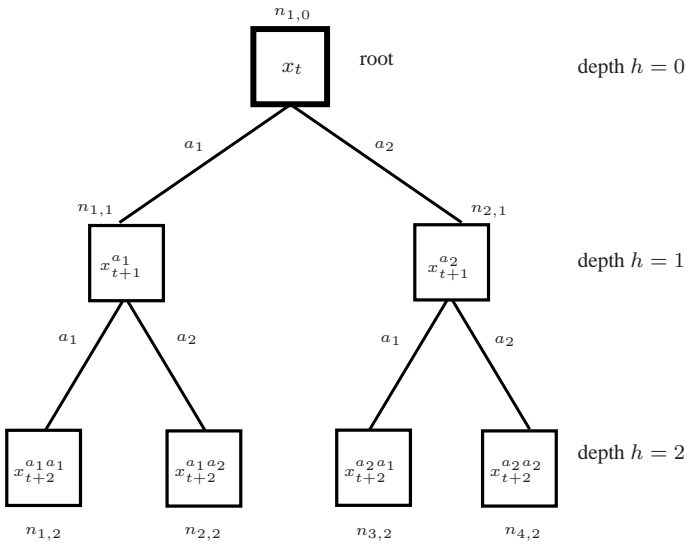 n_{1,0}
x_t root depth h = 0
a_1 a_2
n_{1,1} n_{2,1}
x_{t+1}^{a_1} x_{t+1}^{a_2} depth h = 1
a_1 a_2 a_1 a_2
x_{t+2}^{a_1 a_1} x_{t+2}^{a_1 a_2} x_{t+2}^{a_2 a_1} x_{t+2}^{a_2 a_2} depth h = 2
n_{1,2} n_{2,2} n_{3,2} n_{4,2}